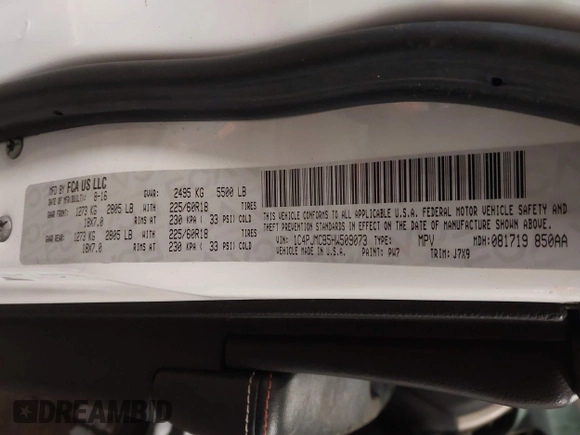 MFD BY FCA US LLC
DATE OF MFR(BUILT): 8-16 GVWR: 2495 KG 5500 LB
GAWR FRONT: 1273 KG 2805 LB WITH 225/60R18 TIRES
18X7.0 RIMS AT 230 KPA ( 33 PSI) COLD
GAWR REAR: 1273 KG 2805 LB WITH 225/60R18 TIRES
18X7.0 RIMS AT 230 KPA ( 33 PSI) COLD
THIS VEHICLE CONFORMS TO ALL APPLICABLE U.S.A. FEDERAL MOTOR VEHICLE SAFETY AND
THEFT PREVENTION STANDARDS IN EFFECT ON THE DATE OF MANUFACTURE SHOWN ABOVE.
VIN: 1C4PJMCB5HW509073 TYPE: MPV MDH: 081719 850AA
VEHICLE MADE IN U.S.A. PAINT: PW7 TRIM: J7X9
DREAMBID